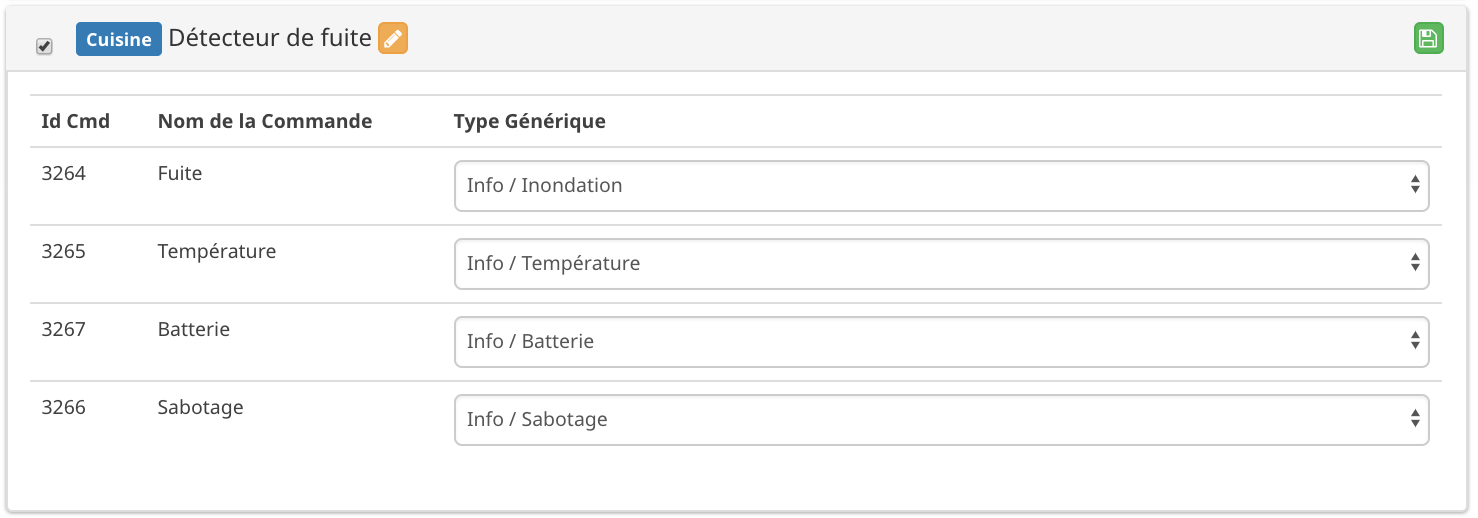 Cuisine Détecteur de fuite
Id Cmd Nom de la Commande Type Générique
3264 Fuite Info / Inondation
3265 Température Info / Température
3267 Batterie Info / Batterie
3266 Sabotage Info / Sabotage